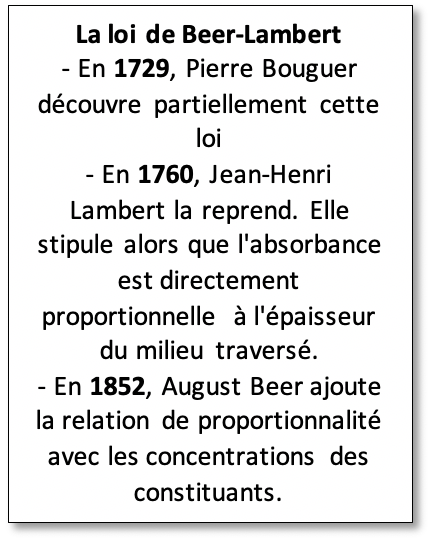 La loi de Beer-Lambert
- En 1729, Pierre Bouguer
découvre partiellement cette
loi
- En 1760, Jean-Henri
Lambert la reprend. Elle
stipule alors que l'absorbance
est directement
proportionnelle à l'épaisseur
du milieu traversé.
- En 1852, August Beer ajoute
la relation de proportionnalité
avec les concentrations des
constituants.